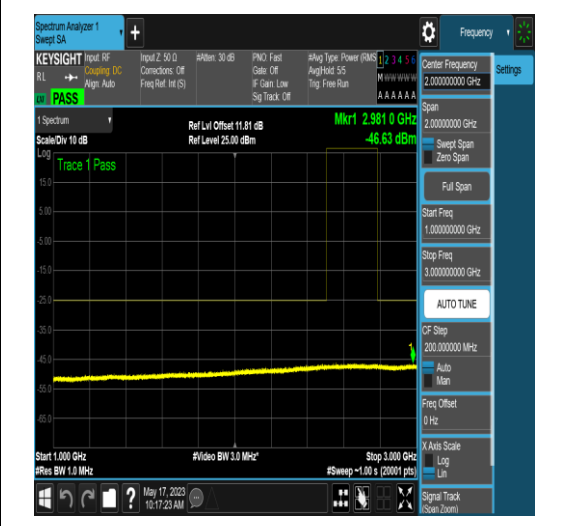 Spectrum Analyzer 1
Swept SA
Frequency
KEYSIGHT
RL
Input: RF
Coupling: DC
Align: Auto
Input Z: 50 Ω
Corrections: Off
Freq Ref: Int (S)
#Atten: 30 dB
PNO: Fast
Gate: Off
IF Gain: Low
Sig Track: Off
#Avg Type: Power (RMS
Avg|Hold: 5/5
Trig: Free Run
1 2 3 4 5 6
M W W W W W
A A A A A A
PASS
1 Spectrum
Scale/Div 10 dB
Ref Lvl Offset 11.81 dB
Ref Level 25.00 dBm
Mkr1 2.981 0 GHz
-46.63 dBm
Log
Trace 1 Pass
15.0
5.00
-5.00
-15.0
-25.0
-35.0
-45.0
-55.0
-65.0
1
Start 1.000 GHz
#Res BW 1.0 MHz
#Video BW 3.0 MHz*
Stop 3.000 GHz
#Sweep ~1.00 s (20001 pts)
May 17, 2023
10:17:23 AM
Center Frequency
2.000000000 GHz
Settings
Span
2.00000000 GHz
Swept Span
Zero Span
Full Span
Start Freq
1.000000000 GHz
Stop Freq
3.000000000 GHz
AUTO TUNE
CF Step
200.000000 MHz
Auto
Man
Freq Offset
0 Hz
X Axis Scale
Log
Lin
Signal Track
(Span Zoom)